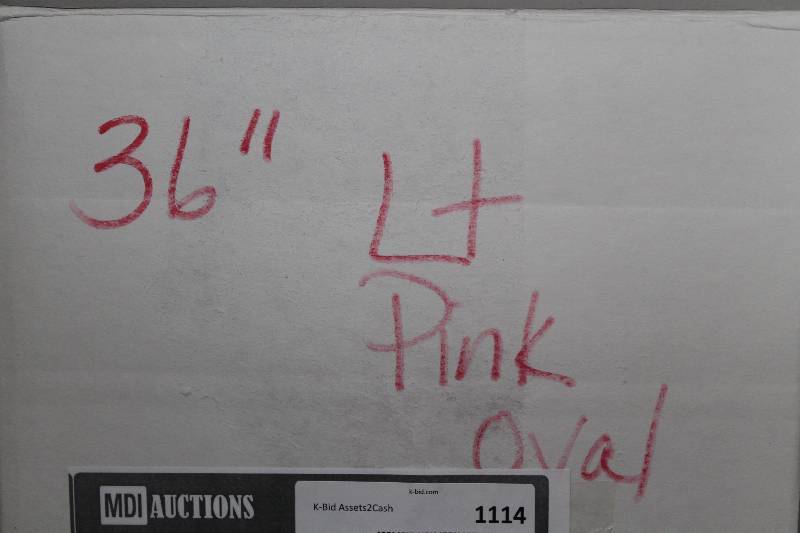 36" Lt
Pink
Oval
MDI AUCTIONS
k-bid.com
K-Bid Assets2Cash
1114